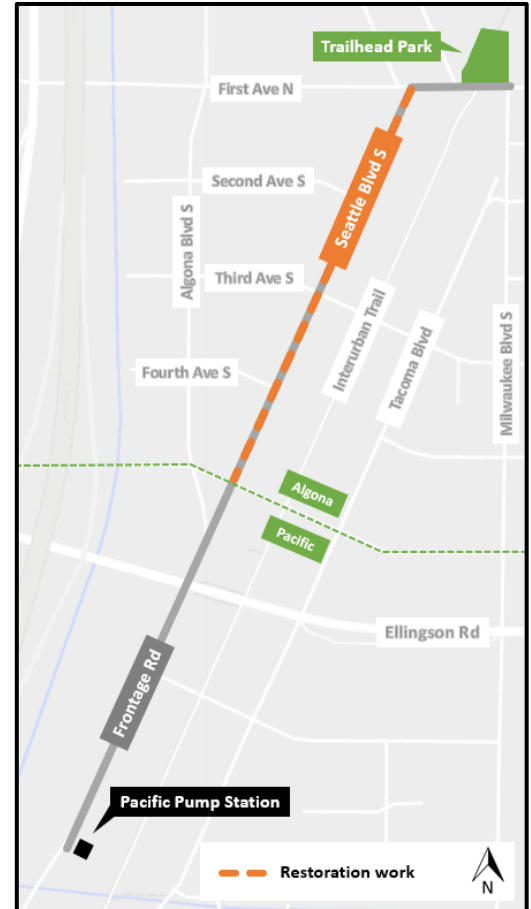 Trailhead Park
First Ave N
Seattle Blvd S
Second Ave S
Algona Blvd S
Third Ave S
Interurban Trail
Tacoma Blvd
Milwaukee Blvd S
Fourth Ave S
Algona
Pacific
Ellingson Rd
Frontage Rd
Pacific Pump Station
Restoration work
N